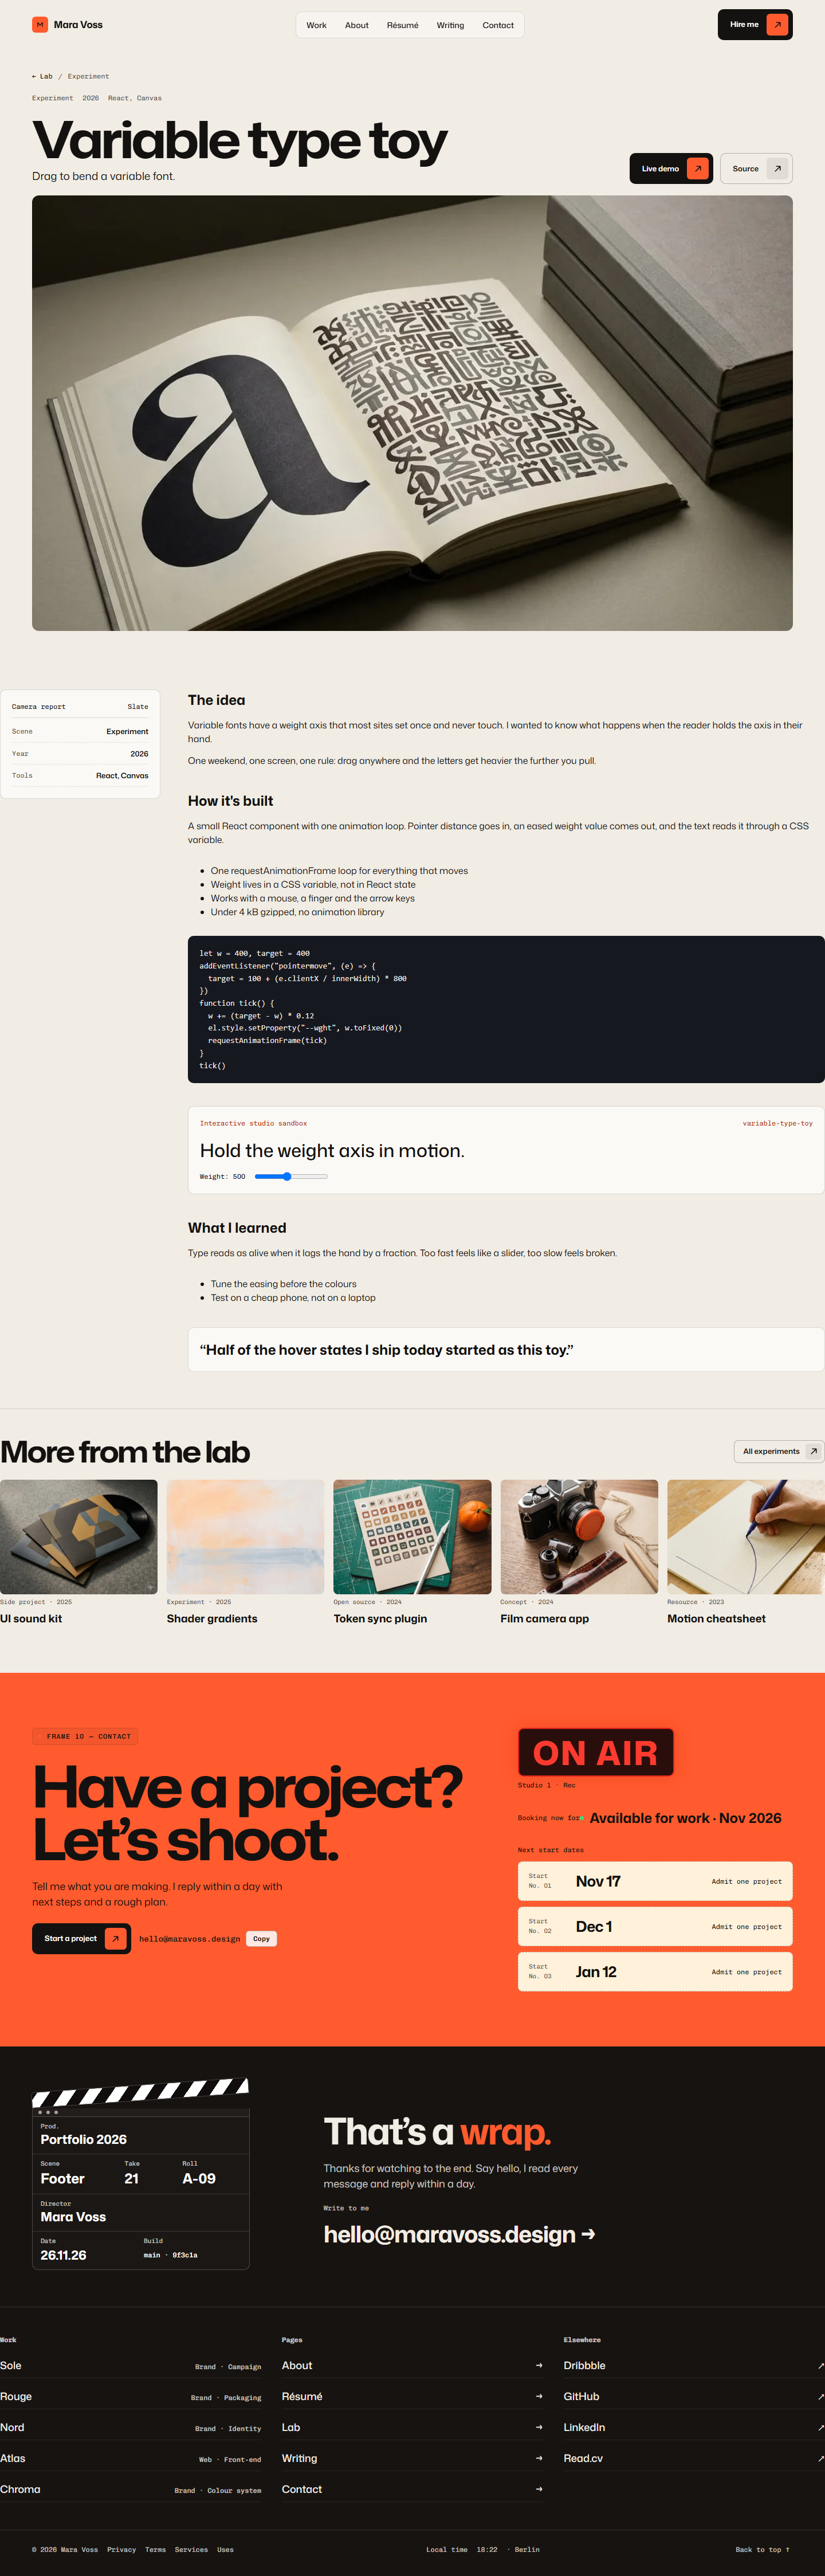 M Mara Voss
Work About Résumé Writing Contact
Hire me
← Lab / Experiment
Experiment 2026 React, Canvas
Variable type toy
Drag to bend a variable font.
Live demo
Source
a
Camera report Slate
Scene Experiment
Year 2026
Tools React, Canvas
The idea
Variable fonts have a weight axis that most sites set once and never touch. I wanted to know what happens when the reader holds the axis in their
hand.
One weekend, one screen, one rule: drag anywhere and the letters get heavier the further you pull.
How it's built
A small React component with one animation loop. Pointer distance goes in, an eased weight value comes out, and the text reads it through a CSS
variable.
• One requestAnimationFrame loop for everything that moves
• Weight lives in a CSS variable, not in React state
• Works with a mouse, a finger and the arrow keys
• Under 4 kB gzipped, no animation library
let w = 400, target = 400
addEventListener("pointermove", (e) => {
target = 100 + (e.clientX / innerWidth) * 800
})
function tick() {
w += (target - w) * 0.12
el.style.setProperty("--wght", w.toFixed(0))
requestAnimationFrame(tick)
}
tick()
Interactive studio sandbox variable-type-toy
Hold the weight axis in motion.
Weight: 500
What I learned
Type reads as alive when it lags the hand by a fraction. Too fast feels like a slider, too slow feels broken.
• Tune the easing before the colours
• Test on a cheap phone, not on a laptop
“Half of the hover states I ship today started as this toy.”
More from the lab
All experiments
Side project · 2025
UI sound kit
Experiment · 2025
Shader gradients
Open source · 2024
Token sync plugin
Concept · 2024
Film camera app
Resource · 2023
Motion cheatsheet
FRAME 10 — CONTACT
Have a project?
Let’s shoot.
Tell me what you are making. I reply within a day with
next steps and a rough plan.
Start a project
hello@maravoss.design Copy
ON AIR
Studio 1 · Rec
Booking now for Available for work · Nov 2026
Next start dates
Start
No. 01
Nov 17
Admit one project
Start
No. 02
Dec 1
Admit one project
Start
No. 03
Jan 12
Admit one project
Prod.
Portfolio 2026
Scene Take Roll
Footer 21 A-09
Director
Mara Voss
Date Build
26.11.26 main · 9f3c1a
That’s a wrap.
Thanks for watching to the end. Say hello, I read every
message and reply within a day.
Write to me
hello@maravoss.design →
Work
Sole Brand · Campaign
Rouge Brand · Packaging
Nord Brand · Identity
Atlas Web · Front-end
Chroma Brand · Colour system
Pages
About →
Résumé →
Lab →
Writing →
Contact →
Elsewhere
Dribbble ↗
GitHub ↗
LinkedIn ↗
Read.cv ↗
© 2026 Mara Voss Privacy Terms Services Uses
Local time 18:22 · Berlin
Back to top ↑